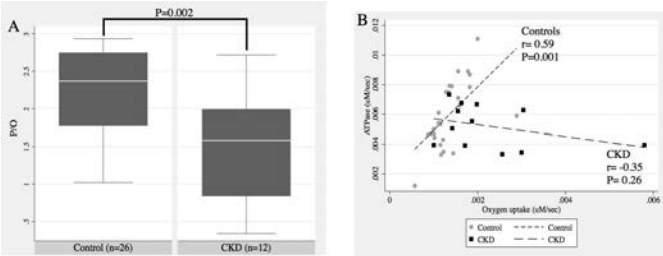 A
P=0.002
P/O
3
2.5
2
1.5
1
.5
Control (n=26)
CKD (n=12)
B
ATPase (uM/sec)
.012
.01
.008
.006
.004
.002
Controls
r= 0.59
P=0.001
CKD
r= -0.35
P= 0.26
0
.002
.004
.006
Oxygen uptake (uM/sec)
Control
Control
CKD
CKD